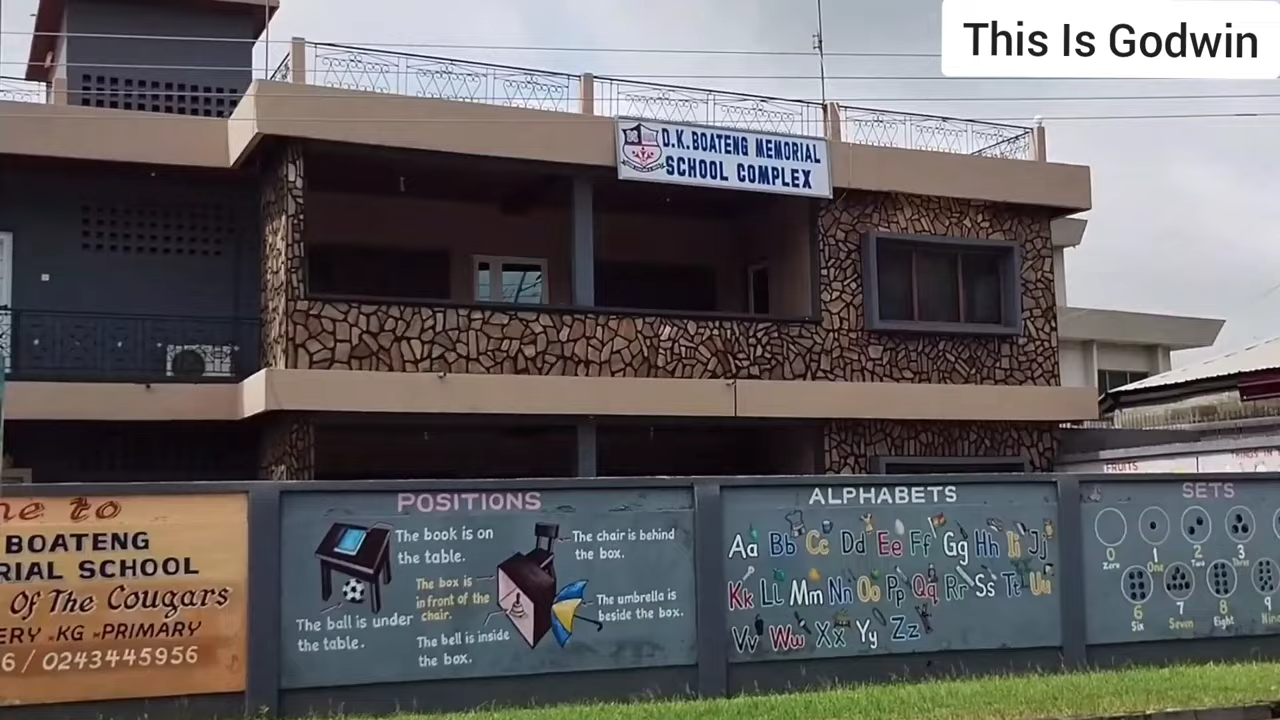 This Is Godwin
D.K. BOATENG MEMORIAL
SCHOOL COMPLEX
to
BOATENG
SCHOOL
Of The Cougars
KG PRIMARY
0243445956
POSITIONS
The book is on
the table.
The ball is under
the table.
The box is
in front of the
chair.
The bell is inside
the box.
The chair is behind
the box.
The umbrella is
beside the box.
ALPHABETS
Aa Bb Cc Dd Ee Ff Gg Hh Ii Jj
Kk Ll Mm Nn Oo Pp Qq Rr Ss Tt Uu
Vv Ww Xx Yy Zz
FRUITS
THINGS IN
SETS
0 1 2 3
Zero One Two Three
6 7 8 9
Six Seven Eight